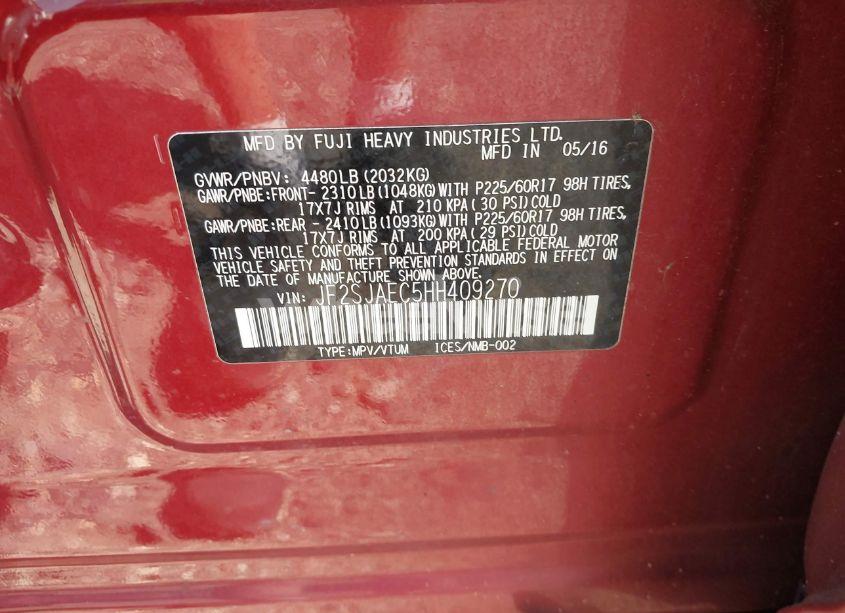 MFD BY FUJI HEAVY INDUSTRIES LTD.
MFD IN 05/16
GVWR/PNBV: 4480LB(2032KG)
GAWR/PNBE:FRONT- 2310LB(1048KG)WITH P225/60R17 98H TIRES,
17X7J RIMS AT 210 KPA( 30 PSI)COLD
GAWR/PNBE:REAR - 2410LB(1093KG)WITH P225/60R17 98H TIRES,
17X7J RIMS AT 200 KPA( 29 PSI)COLD
THIS VEHICLE CONFORMS TO ALL APPLICABLE FEDERAL MOTOR
VEHICLE SAFETY AND THEFT PREVENTION STANDARDS IN EFFECT ON
THE DATE OF MANUFACTURE SHOWN ABOVE.
VIN: JF2SJAEC5HH409270
TYPE:MPV/VTUM ICES/NMB-002